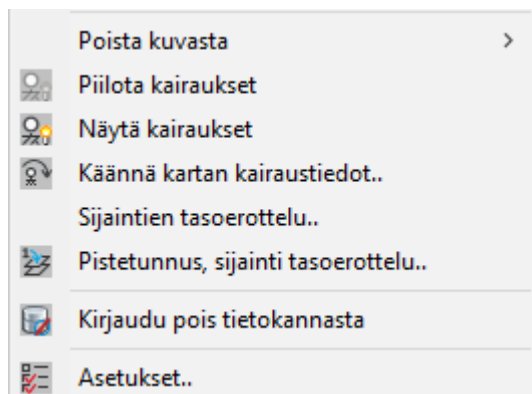 Poista kuvasta
Piilota kairaukset
Näytä kairaukset
Käännä kartan kairaustiedot..
Sijaintien tasoerottelu..
Pistetunnus, sijainti tasoerottelu..
Kirjaudu pois tietokannasta
Asetukset..